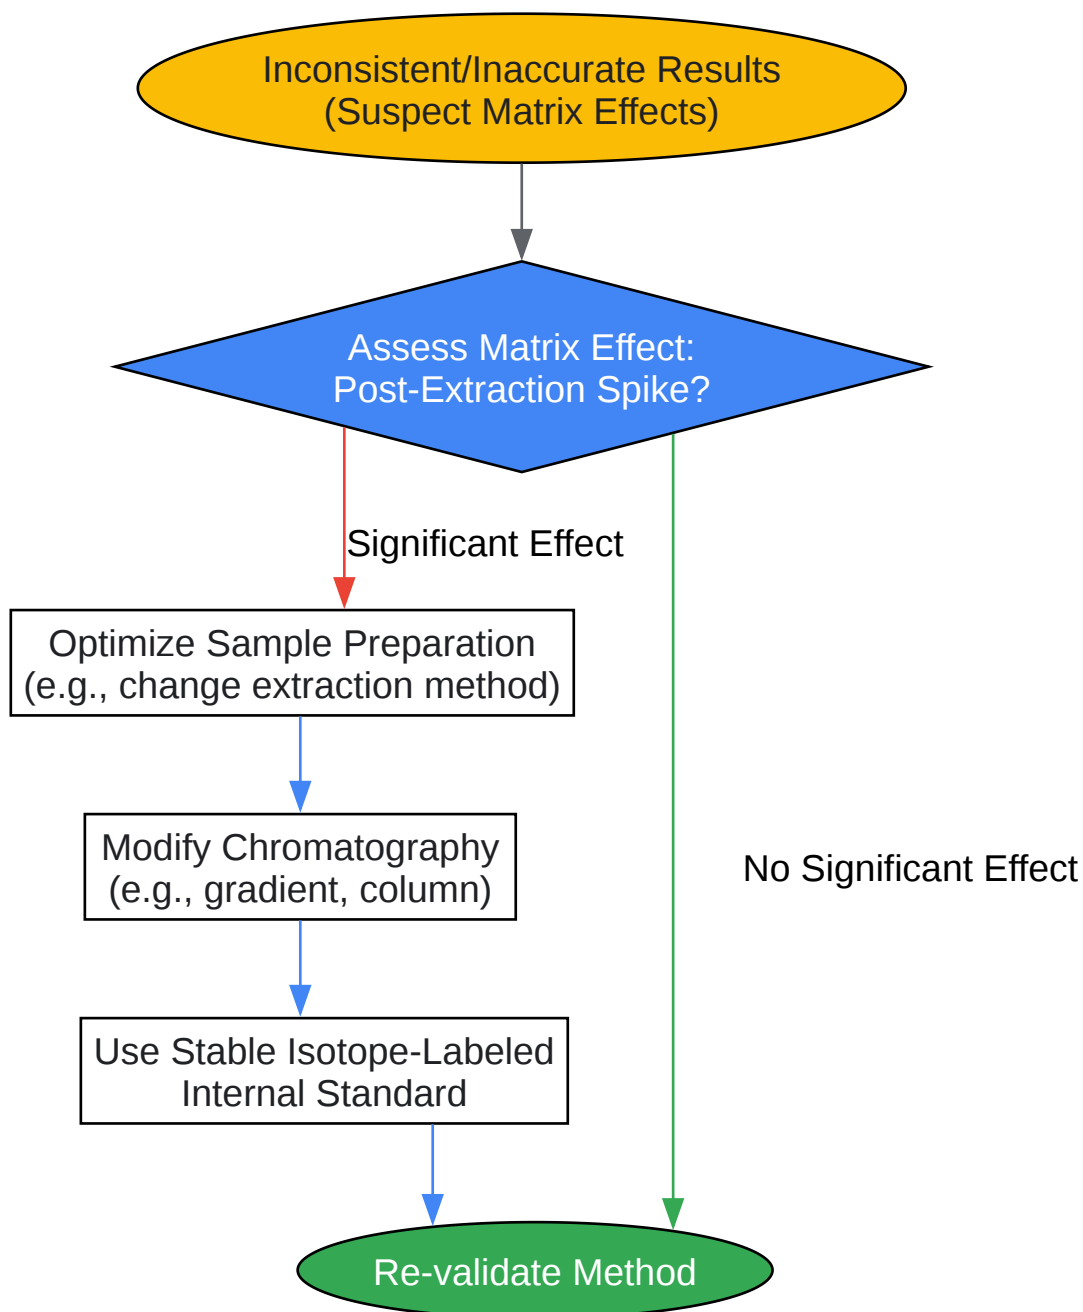 Inconsistent/Inaccurate Results
(Suspect Matrix Effects)
Assess Matrix Effect:
Post-Extraction Spike?
Significant Effect
Optimize Sample Preparation
(e.g., change extraction method)
Modify Chromatography
(e.g., gradient, column)
No Significant Effect
Use Stable Isotope-Labeled
Internal Standard
Re-validate Method